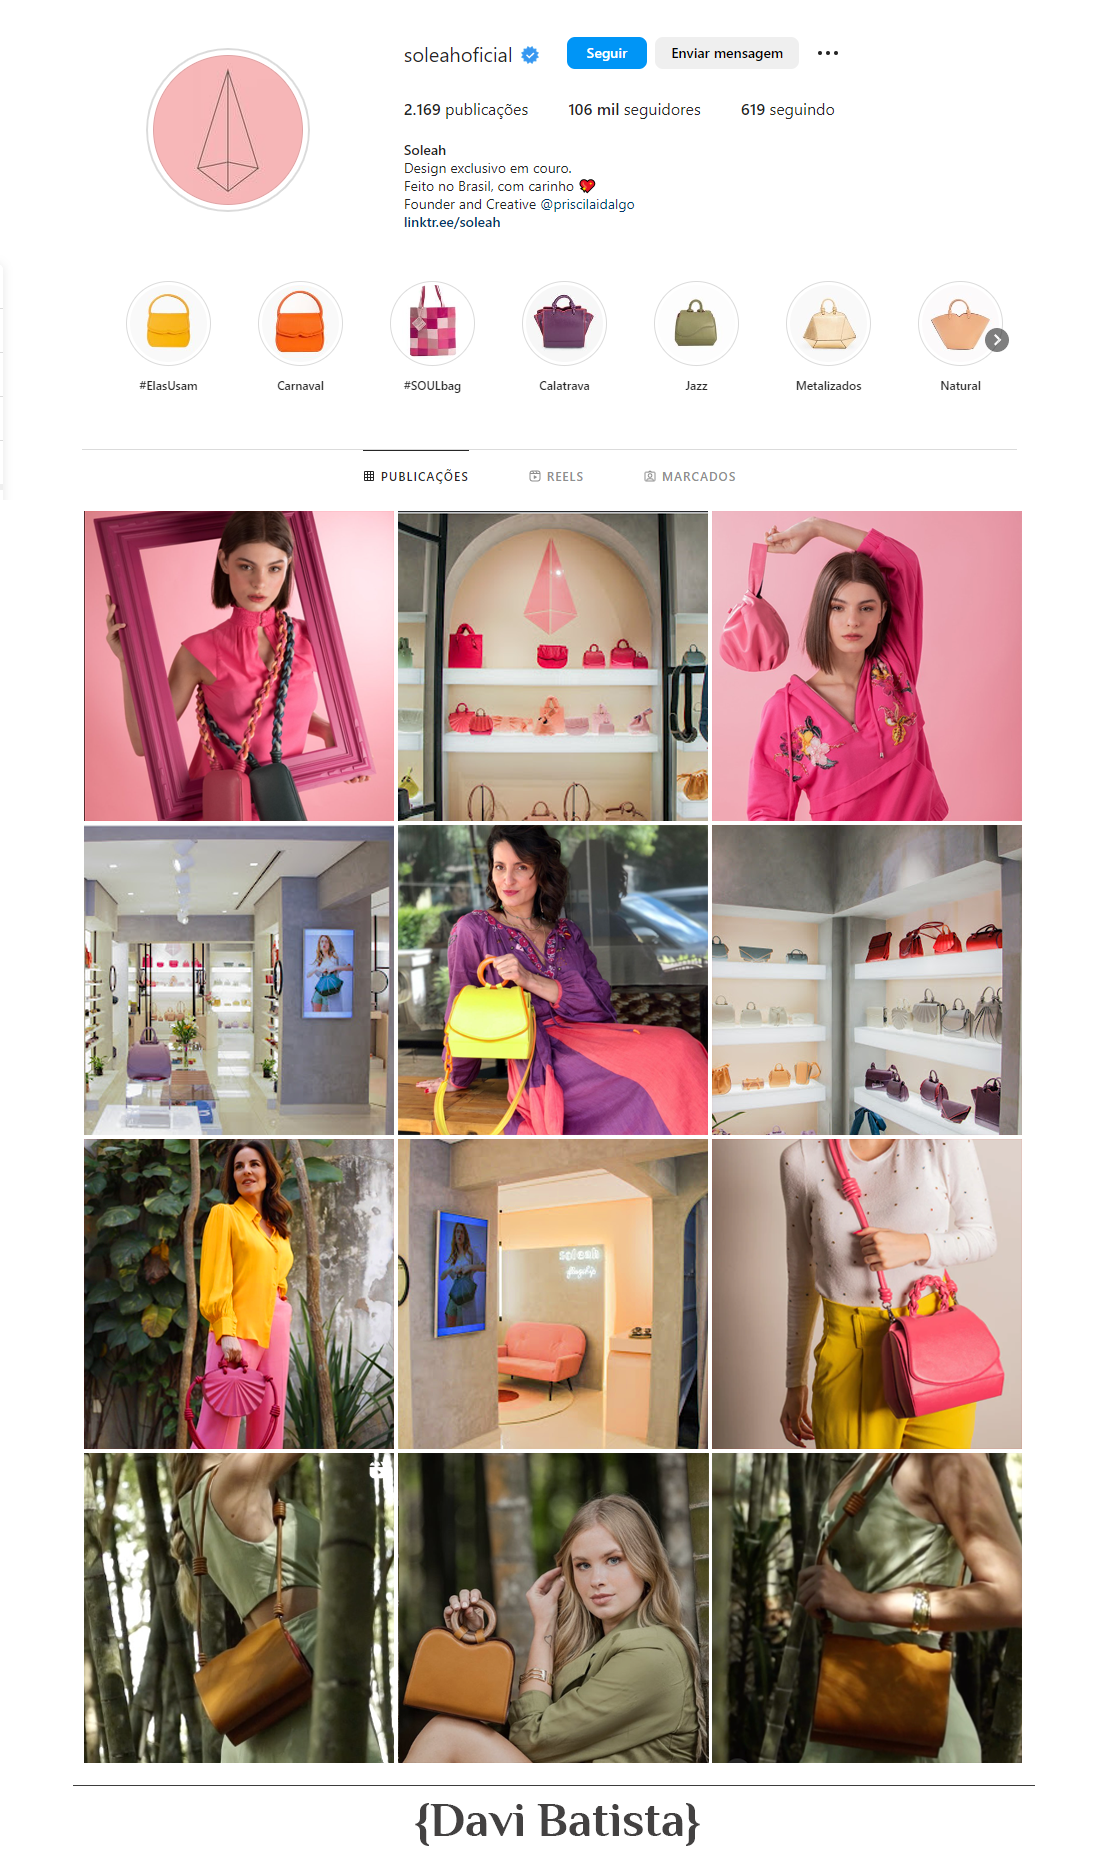 soleahoficial
Seguir
Enviar mensagem
2.169 publicações
106 mil seguidores
619 seguindo
Soleah
Design exclusivo em couro.
Feito no Brasil, com carinho 💘
Founder and Creative @priscilaidalgo
linktr.ee/soleah
#ElasUsam
Carnaval
#SOULbag
Calatrava
Jazz
Metalizados
Natural
PUBLICAÇÕES
REELS
MARCADOS
soleah
flagship
{Davi Batista}